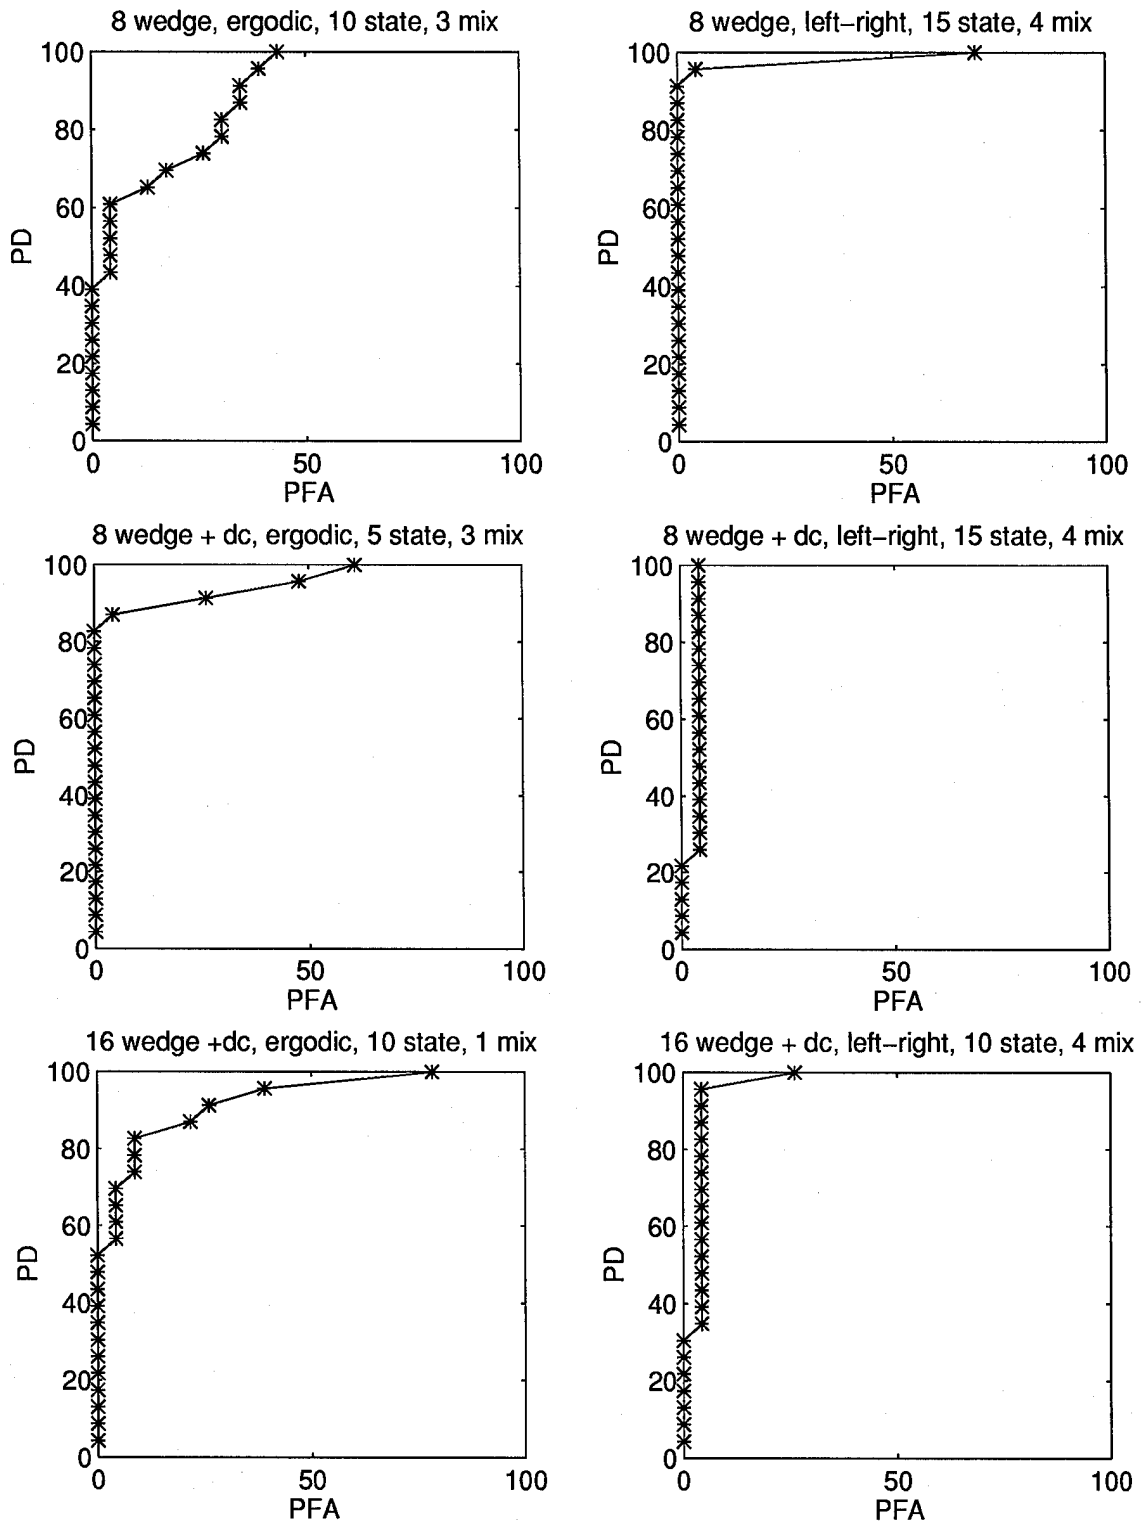 8 wedge, ergodic, 10 state, 3 mix
100
80
60
40
20
0
PD
0 50 100
PFA
8 wedge, left-right, 15 state, 4 mix
100
80
60
40
20
0
PD
0 50 100
PFA
8 wedge + dc, ergodic, 5 state, 3 mix
100
80
60
40
20
0
PD
0 50 100
PFA
8 wedge + dc, left-right, 15 state, 4 mix
100
80
60
40
20
0
PD
0 50 100
PFA
16 wedge +dc, ergodic, 10 state, 1 mix
100
80
60
40
20
0
PD
0 50 100
PFA
16 wedge + dc, left-right, 10 state, 4 mix
100
80
60
40
20
0
PD
0 50 100
PFA